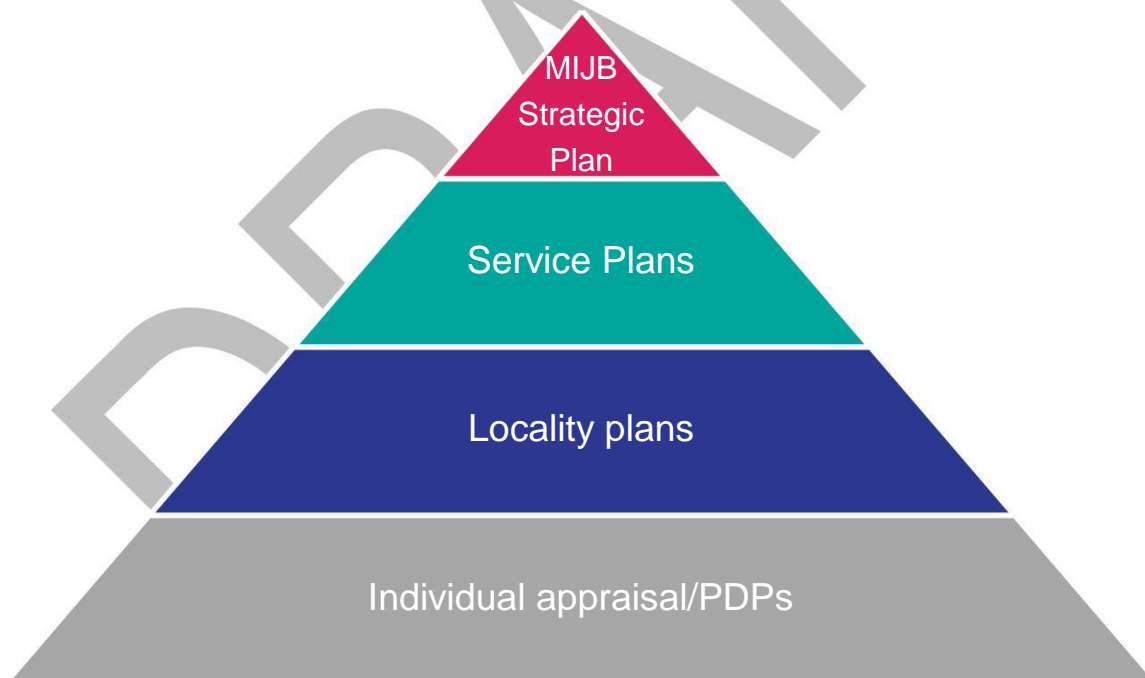 MIJB
Strategic
Plan
Service Plans
Locality plans
Individual appraisal/PDPs